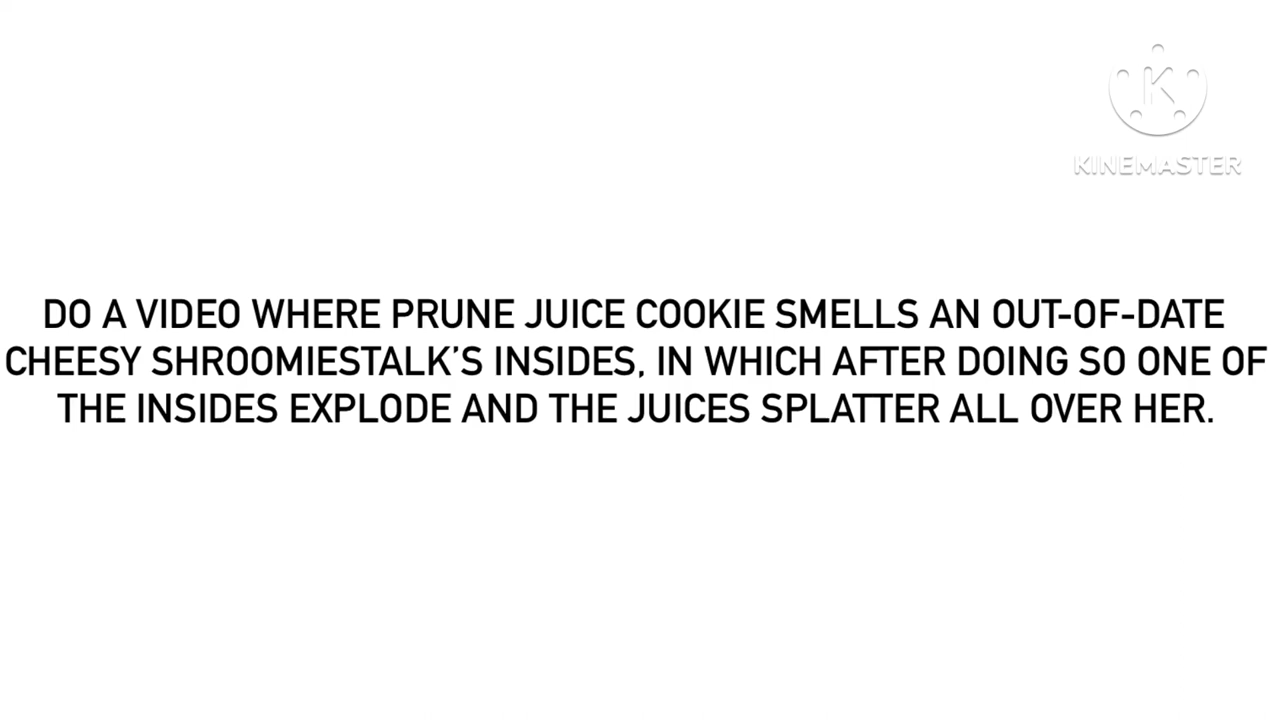 KINEMASTER
DO A VIDEO WHERE PRUNE JUICE COOKIE SMELLS AN OUT-OF-DATE
CHEESY SHROOMIESTALK’S INSIDES, IN WHICH AFTER DOING SO ONE OF
THE INSIDES EXPLODE AND THE JUICES SPLATTER ALL OVER HER.